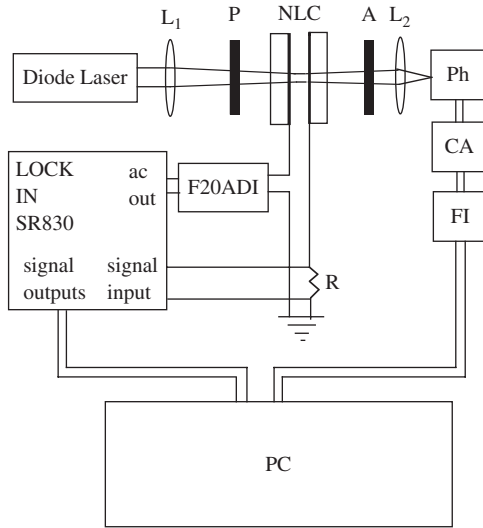 L1 P NLC A L2
Diode Laser
Ph
CA
FI
LOCK
IN
SR830
ac
out
F20ADI
signal
outputs
signal
input
R
PC